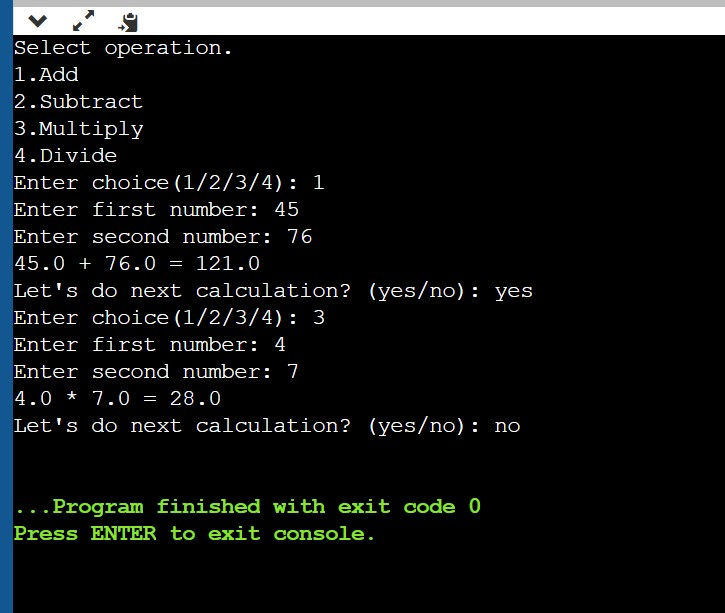 Select operation.
1.Add
2.Subtract
3.Multiply
4.Divide
Enter choice(1/2/3/4): 1
Enter first number: 45
Enter second number: 76
45.0 + 76.0 = 121.0
Let's do next calculation? (yes/no): yes
Enter choice(1/2/3/4): 3
Enter first number: 4
Enter second number: 7
4.0 * 7.0 = 28.0
Let's do next calculation? (yes/no): no
...Program finished with exit code 0
Press ENTER to exit console.